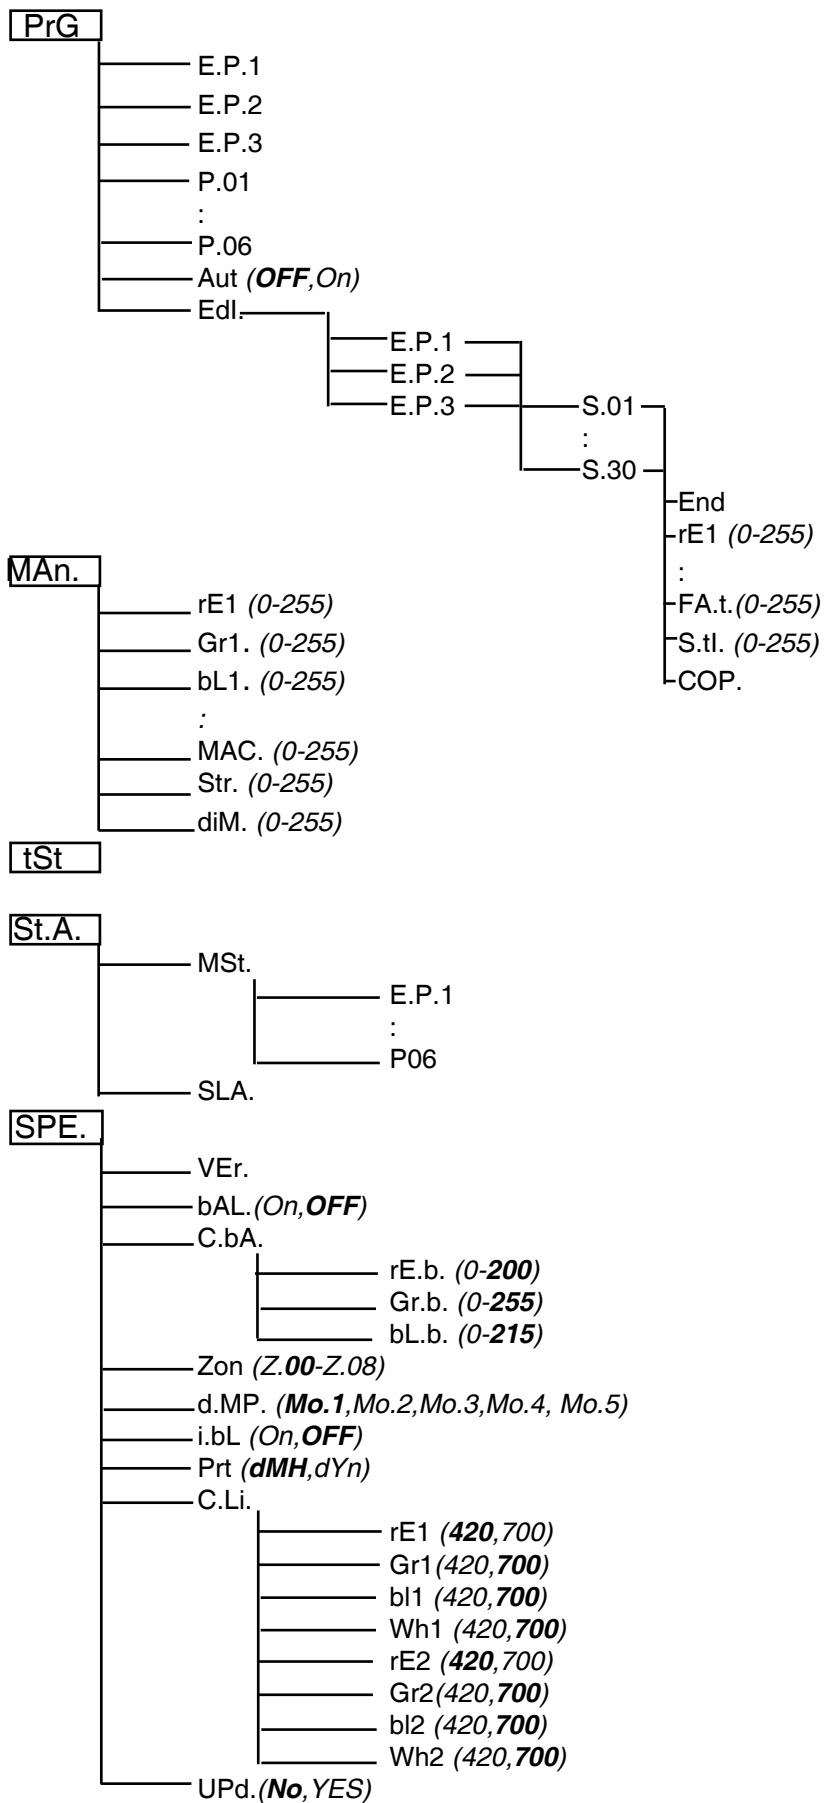 PrG
E.P.1
E.P.2
E.P.3
P.01
:
P.06
Aut (OFF,On)
EdI.
E.P.1
E.P.2
E.P.3
S.01
:
S.30
End
rE1 (0-255)
:
FA.t.(0-255)
S.tI. (0-255)
COP.
MAn.
rE1 (0-255)
Gr1. (0-255)
bL1. (0-255)
:
MAC. (0-255)
Str. (0-255)
diM. (0-255)
tSt
St.A.
MSt.
E.P.1
:
P06
SLA.
SPE.
VEr.
bAL.(On,OFF)
C.bA.
rE.b. (0-200)
Gr.b. (0-255)
bL.b. (0-215)
Zon (Z.00-Z.08)
d.MP. (Mo.1,Mo.2,Mo.3,Mo.4, Mo.5)
i.bL (On,OFF)
Prt (dMH,dYn)
C.Li.
rE1 (420,700)
Gr1(420,700)
bl1 (420,700)
Wh1 (420,700)
rE2 (420,700)
Gr2(420,700)
bl2 (420,700)
Wh2 (420,700)
UPd.(No,YES)